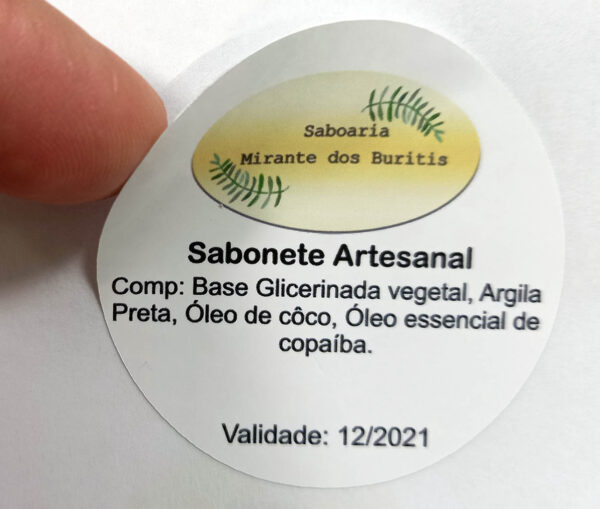 Saboaria
Mirante dos Buritis
Sabonete Artesanal
Comp: Base Glicerinada vegetal, Argila
Preta, Óleo de côco, Óleo essencial de
copaíba.
Validade: 12/2021